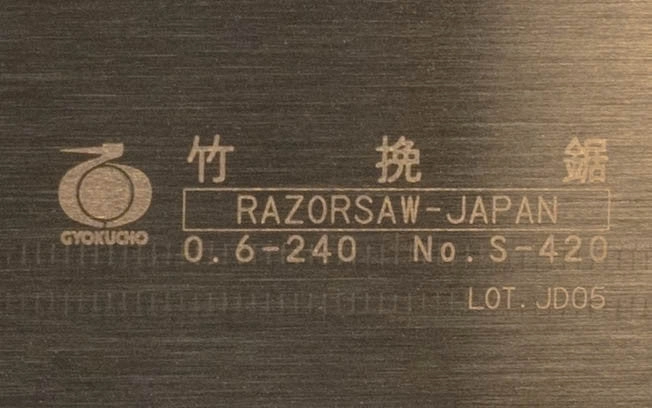 竹挽鋸
GYOKUCHO
RAZORSAW-JAPAN
0.6-240 No.S-420
LOT.JD05